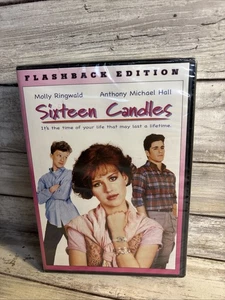 FLASHBACK EDITION
Molly Ringwald Anthony Michael Hall
Sixteen Candles
It's the time of your life that may last a lifetime.